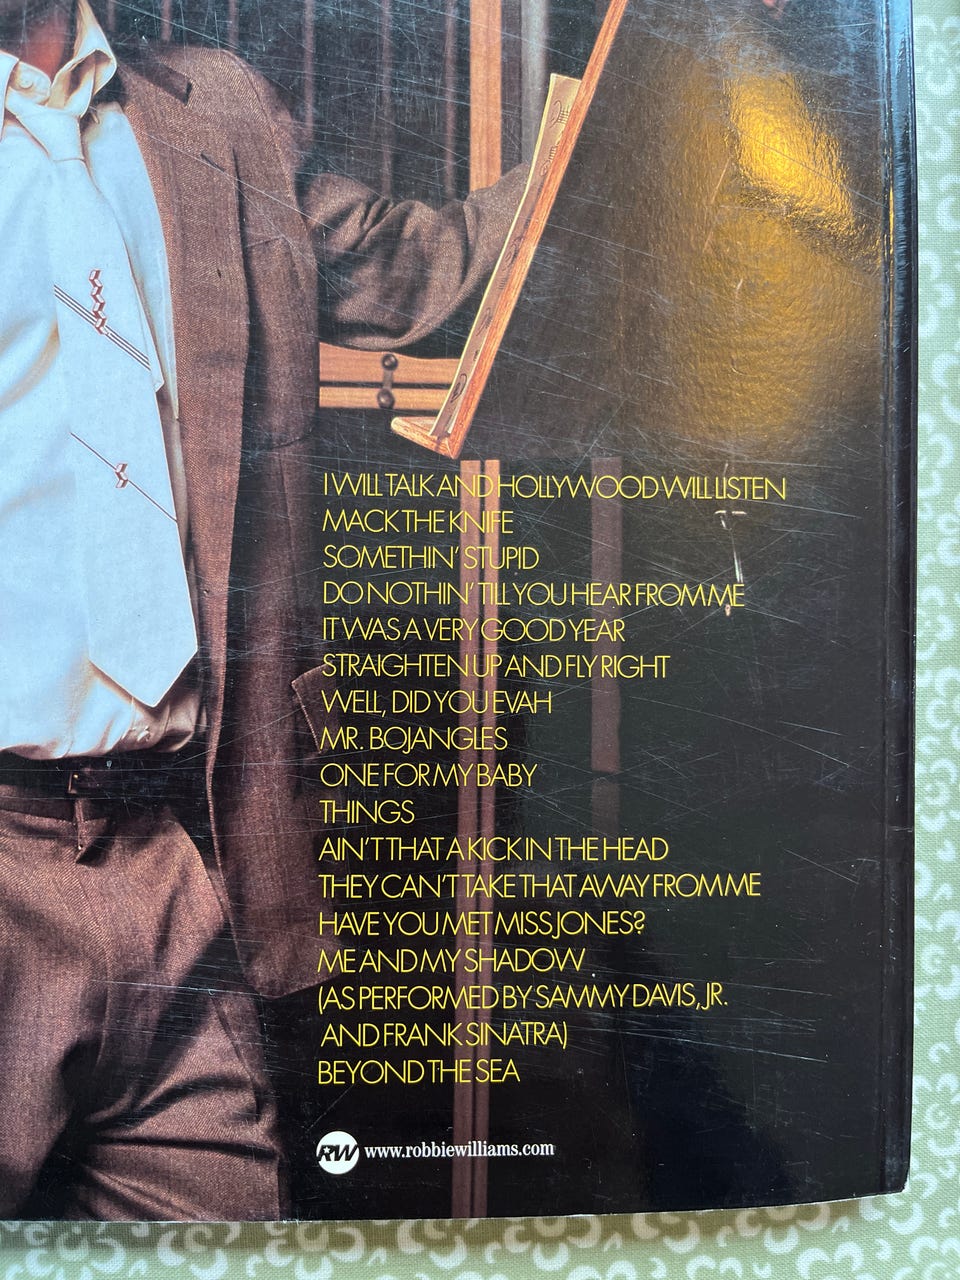 I WILL TALK AND HOLLYWOOD WILL LISTEN
MACK THE KNIFE
SOMETHIN' STUPID
DO NOTHIN' TILL YOU HEAR FROM ME
IT WAS A VERY GOOD YEAR
STRAIGHTEN UP AND FLY RIGHT
WELL, DID YOU EVAH
MR. BOJANGLES
ONE FOR MY BABY
THINGS
AIN'T THAT A KICK IN THE HEAD
THEY CAN'T TAKE THAT AWAY FROM ME
HAVE YOU MET MISS JONES?
ME AND MY SHADOW
(AS PERFORMED BY SAMMY DAVIS, JR.
AND FRANK SINATRA)
BEYOND THE SEA
RW www.robbiewilliams.com